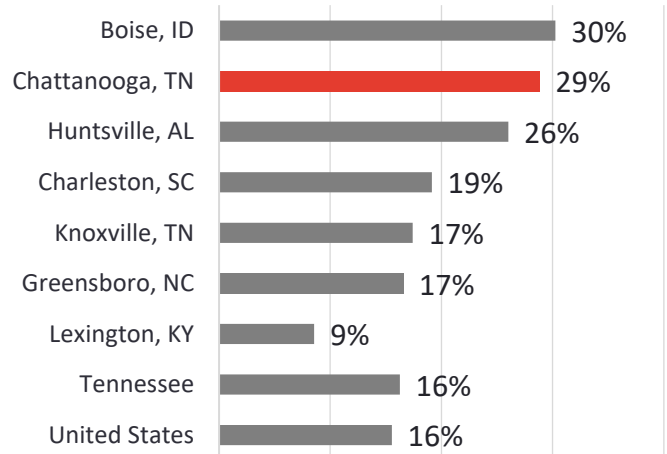 Boise, ID 30%
Chattanooga, TN 29%
Huntsville, AL 26%
Charleston, SC 19%
Knoxville, TN 17%
Greensboro, NC 17%
Lexington, KY 9%
Tennessee 16%
United States 16%